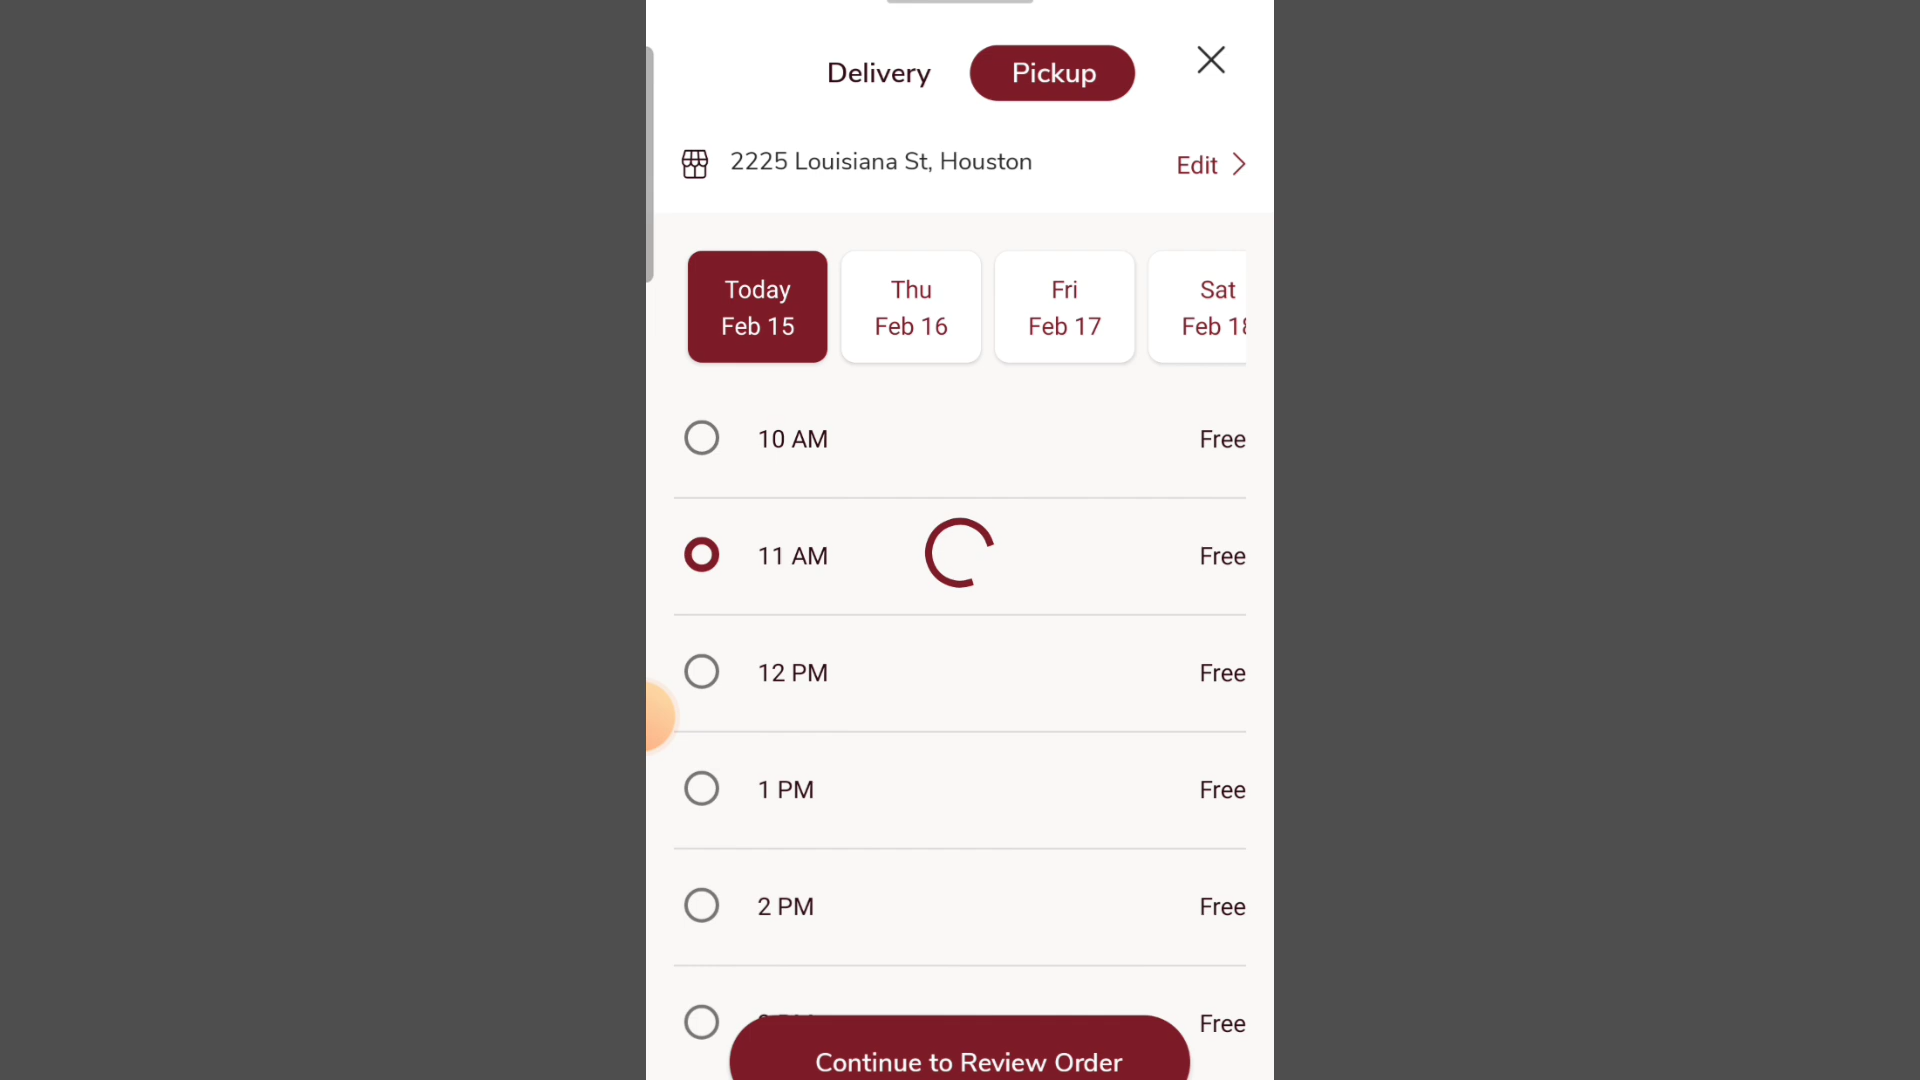 Delivery
Pickup
2225 Louisiana St, Houston
Edit
Today
Feb 15
Thu
Feb 16
Fri
Feb 17
Sat
Feb 18
10 AM
Free
11 AM
Free
12 PM
Free
1 PM
Free
2 PM
Free
Free
Continue to Review Order